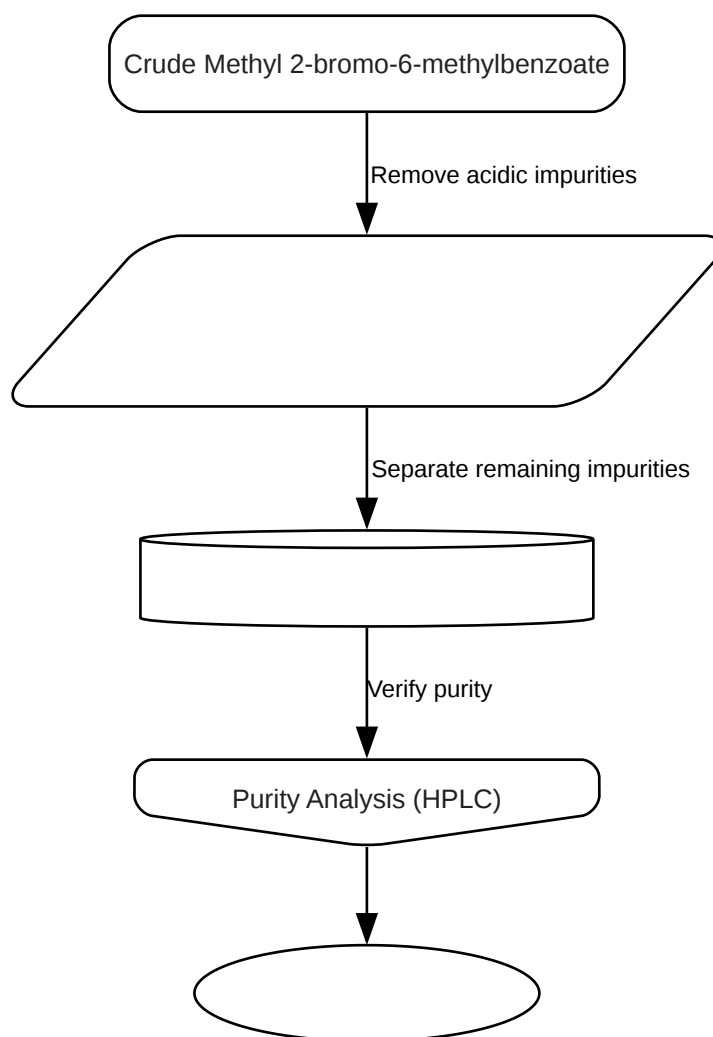 Crude Methyl 2-bromo-6-methylbenzoate
Remove acidic impurities
Separate remaining impurities
Verify purity
Purity Analysis (HPLC)